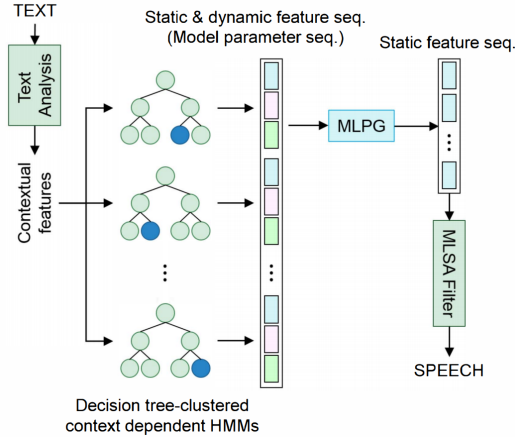 TEXT
Text
Analysis
Contextual
features
Static & dynamic feature seq.
(Model parameter seq.)
MLPG
Static feature seq.
MLSA Filter
SPEECH
Decision tree-clustered
context dependent HMMs